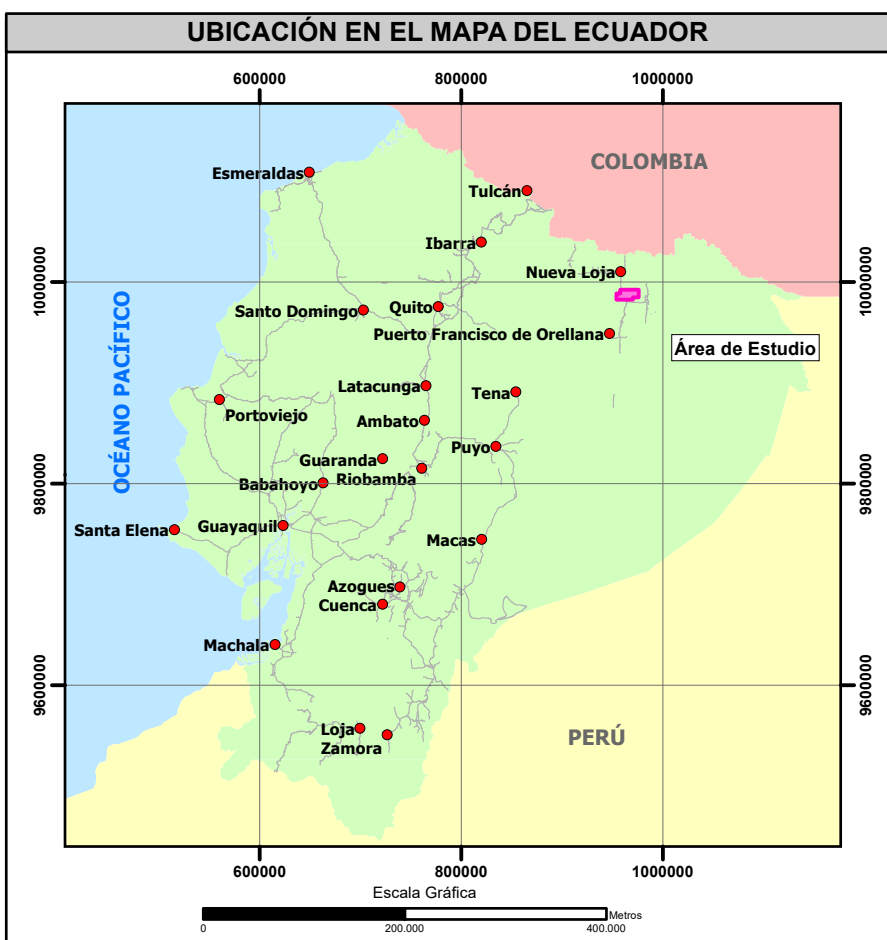 UBICACIÓN EN EL MAPA DEL ECUADOR
600000 800000 1000000
COLOMBIA
Esmeraldas
Tulcán
Ibarra
Nueva Loja
10000000 10000000
Santo Domingo
Quito
Puerto Francisco de Orellana
Área de Estudio
OCÉANO PACÍFICO
Latacunga
Tena
Portoviejo
Ambato
Puyo
Guaranda
Riobamba
Babahoyo
9800000 9800000
Santa Elena
Guayaquil
Macas
Azogues
Cuenca
Machala
9600000 9600000
Loja
Zamora
PERÚ
600000 800000 1000000
Escala Gráfica
Metros
0 200.000 400.000